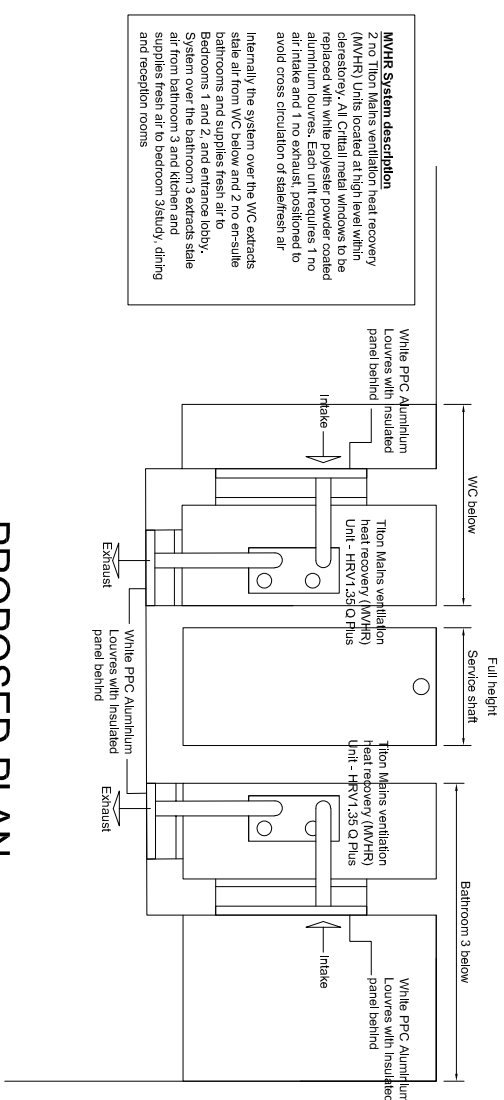 MVHR System description
2 no Titon Mains ventilation heat recovery
(MVHR) Units located at high level within
clerestorey. All Crittall metal windows to be
replaced with white polyester powder coated
aluminium louvres. Each unit requires 1 no
air intake and 1 no exhaust, positioned to
avoid cross circulation of stale/fresh air
Internally the system over the WC extracts
stale air from WC below and 2 no en-suite
bathrooms and supplies fresh air to
Bedrooms 1 and 2, and entrance lobby.
System over the bathroom 3 extracts stale
air from bathroom 3 and kitchen and
supplies fresh air to bedroom 3/study, dining
and reception rooms
White PPC Aluminium
Louvres with insulated
panel behind
Intake
WC below
Titon Mains ventilation
heat recovery (MVHR)
Unit - HRV1.35 Q Plus
Exhaust
White PPC Aluminium
Louvres with insulated
panel behind
Full height
Service shaft
Titon Mains ventilation
heat recovery (MVHR)
Unit - HRV1.35 Q Plus
Exhaust
Bathroom 3 below
Intake
White PPC Aluminium
Louvres with insulated
panel behind
PROPOSED PLAN